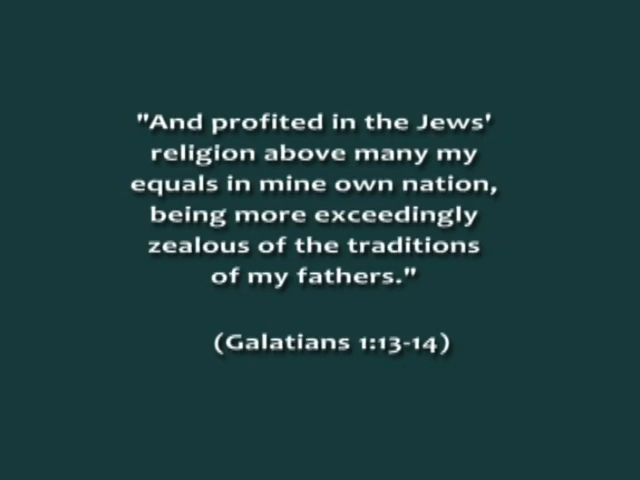 "And profited in the Jews'
religion above many my
equals in mine own nation,
being more exceedingly
zealous of the traditions
of my fathers."
(Galatians 1:13-14)